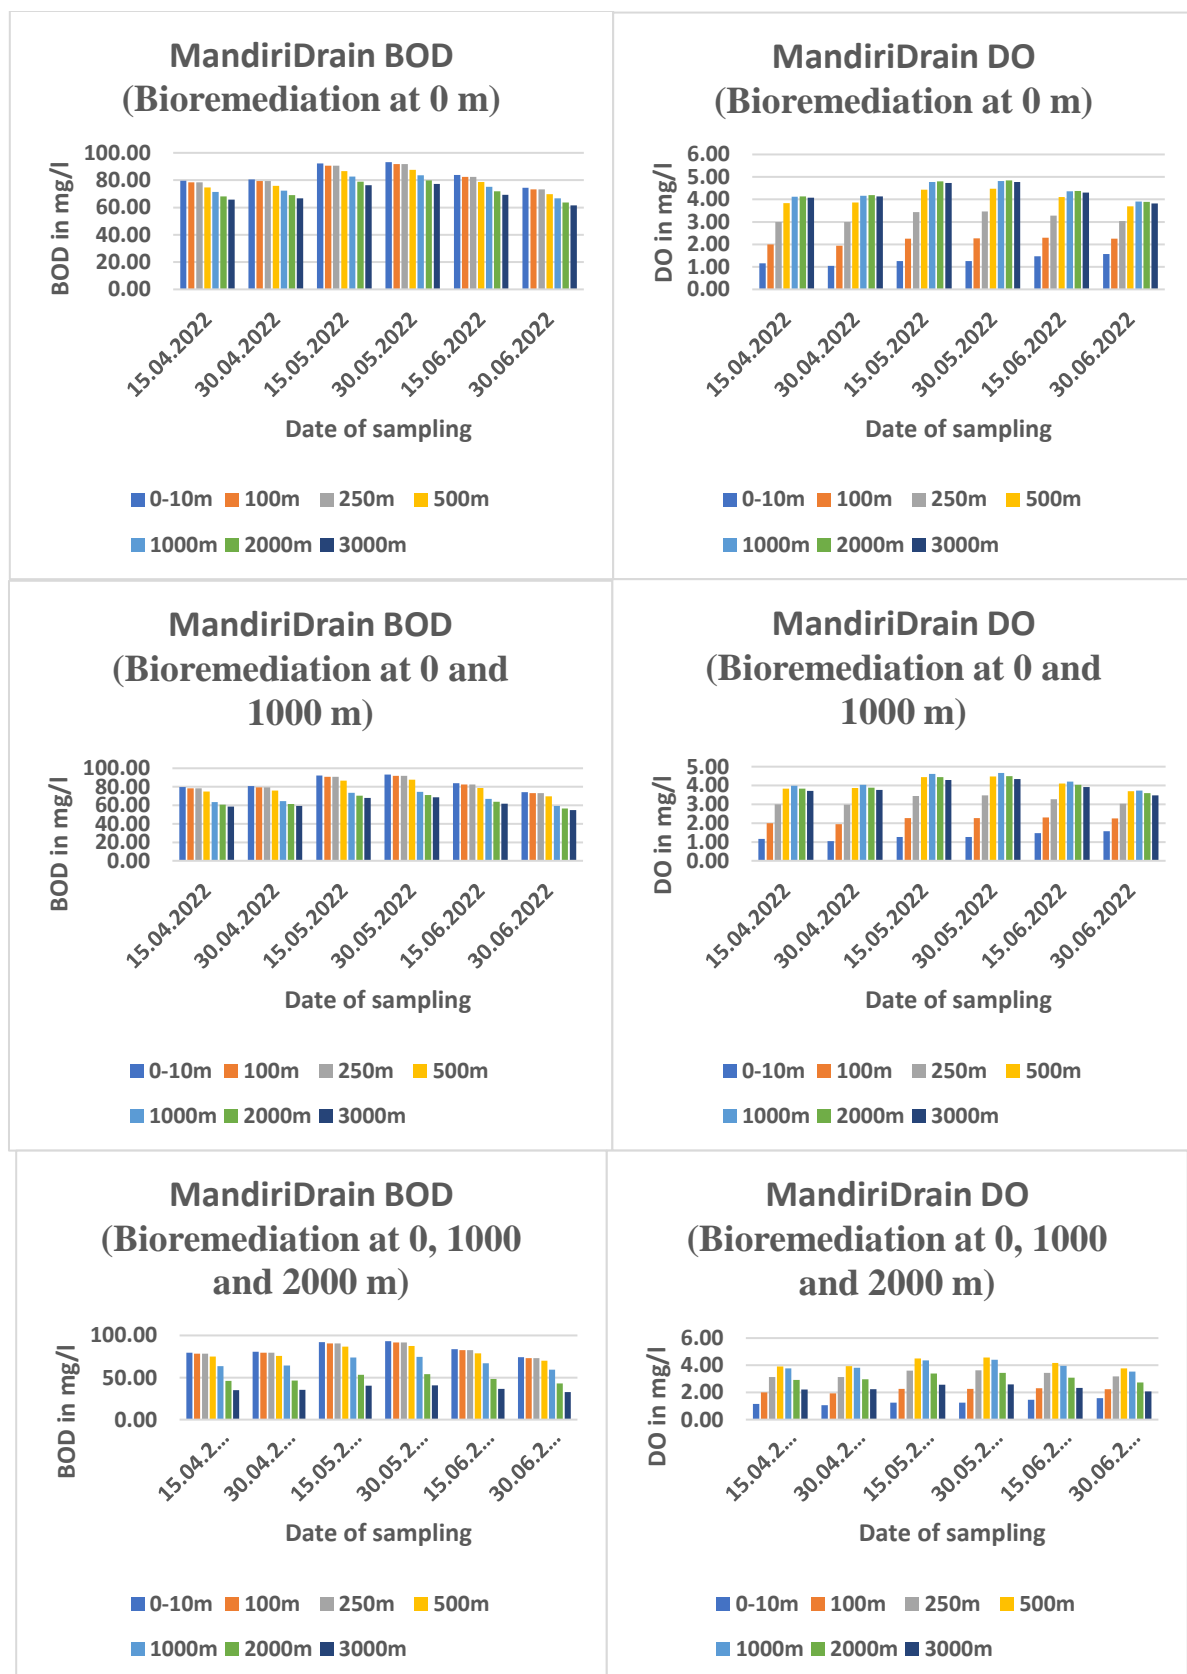 MandiriDrain BOD
(Bioremediation at 0 m)
BOD in mg/l
100.00
80.00
60.00
40.00
20.00
0.00
15.04.2022
30.04.2022
15.05.2022
30.05.2022
15.06.2022
30.06.2022
Date of sampling
0-10m 100m 250m 500m
1000m 2000m 3000m
MandiriDrain DO
(Bioremediation at 0 m)
DO in mg/l
6.00
5.00
4.00
3.00
2.00
1.00
0.00
15.04.2022
30.04.2022
15.05.2022
30.05.2022
15.06.2022
30.06.2022
Date of sampling
0-10m 100m 250m 500m
1000m 2000m 3000m
MandiriDrain BOD
(Bioremediation at 0 and
1000 m)
BOD in mg/l
100.00
80.00
60.00
40.00
20.00
0.00
15.04.2022
30.04.2022
15.05.2022
30.05.2022
15.06.2022
30.06.2022
Date of sampling
0-10m 100m 250m 500m
1000m 2000m 3000m
MandiriDrain DO
(Bioremediation at 0 and
1000 m)
DO in mg/l
5.00
4.00
3.00
2.00
1.00
0.00
15.04.2022
30.04.2022
15.05.2022
30.05.2022
15.06.2022
30.06.2022
Date of sampling
0-10m 100m 250m 500m
1000m 2000m 3000m
MandiriDrain BOD
(Bioremediation at 0, 1000
and 2000 m)
BOD in mg/l
100.00
50.00
0.00
15.04.2...
30.04.2...
15.05.2...
30.05.2...
15.06.2...
30.06.2...
Date of sampling
0-10m 100m 250m 500m
1000m 2000m 3000m
MandiriDrain DO
(Bioremediation at 0, 1000
and 2000 m)
DO in mg/l
6.00
4.00
2.00
0.00
15.04.2...
30.04.2...
15.05.2...
30.05.2...
15.06.2...
30.06.2...
Date of sampling
0-10m 100m 250m 500m
1000m 2000m 3000m